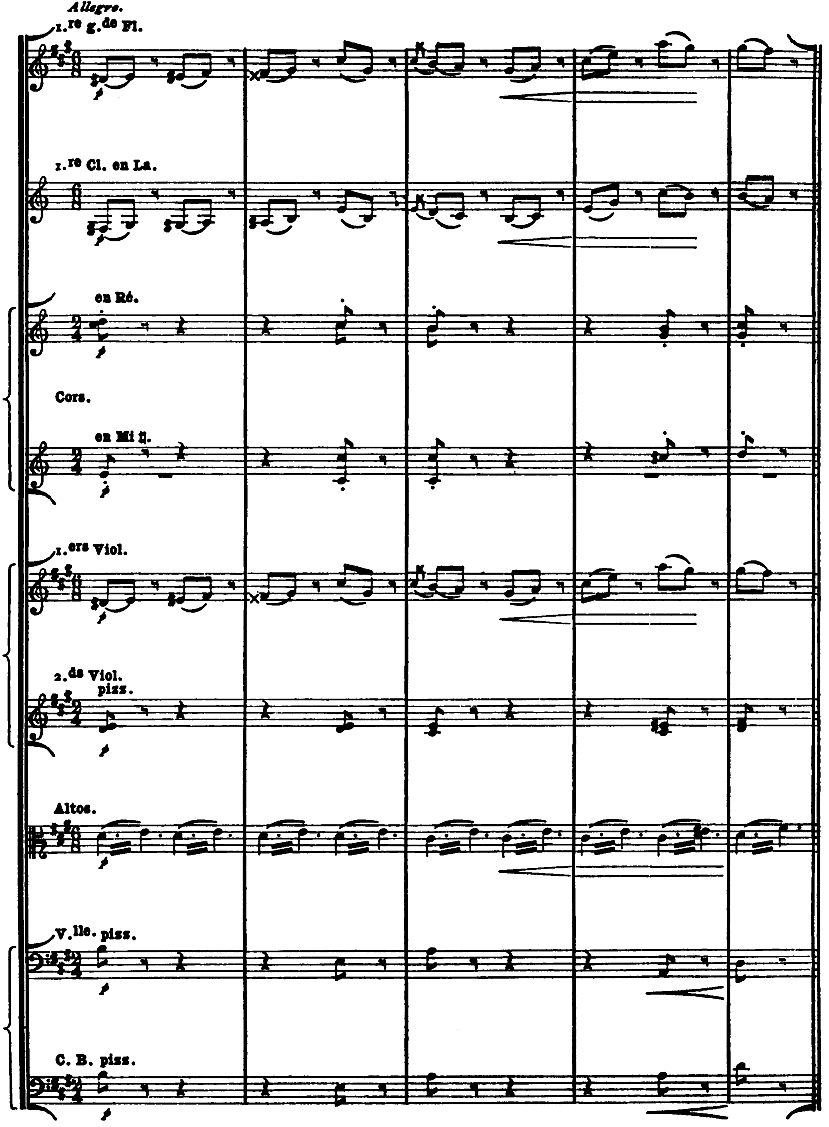 Allegro.
1.re g.de Fl.
1.re Cl. en La.
en Ré.
Cors.
en Mi ♮.
1.ers Viol.
2.ds Viol.
pizz.
Altos.
V.lle. pizz.
C. B. pizz.